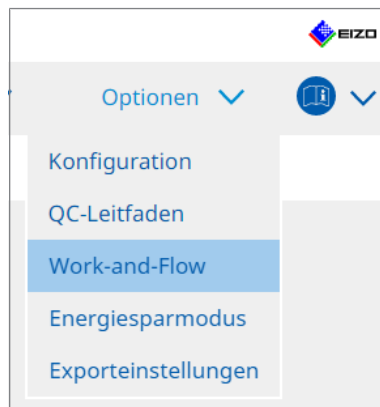 EIZO
Optionen
Konfiguration
QC-Leitfaden
Work-and-Flow
Energiesparmodus
Exporteinstellungen